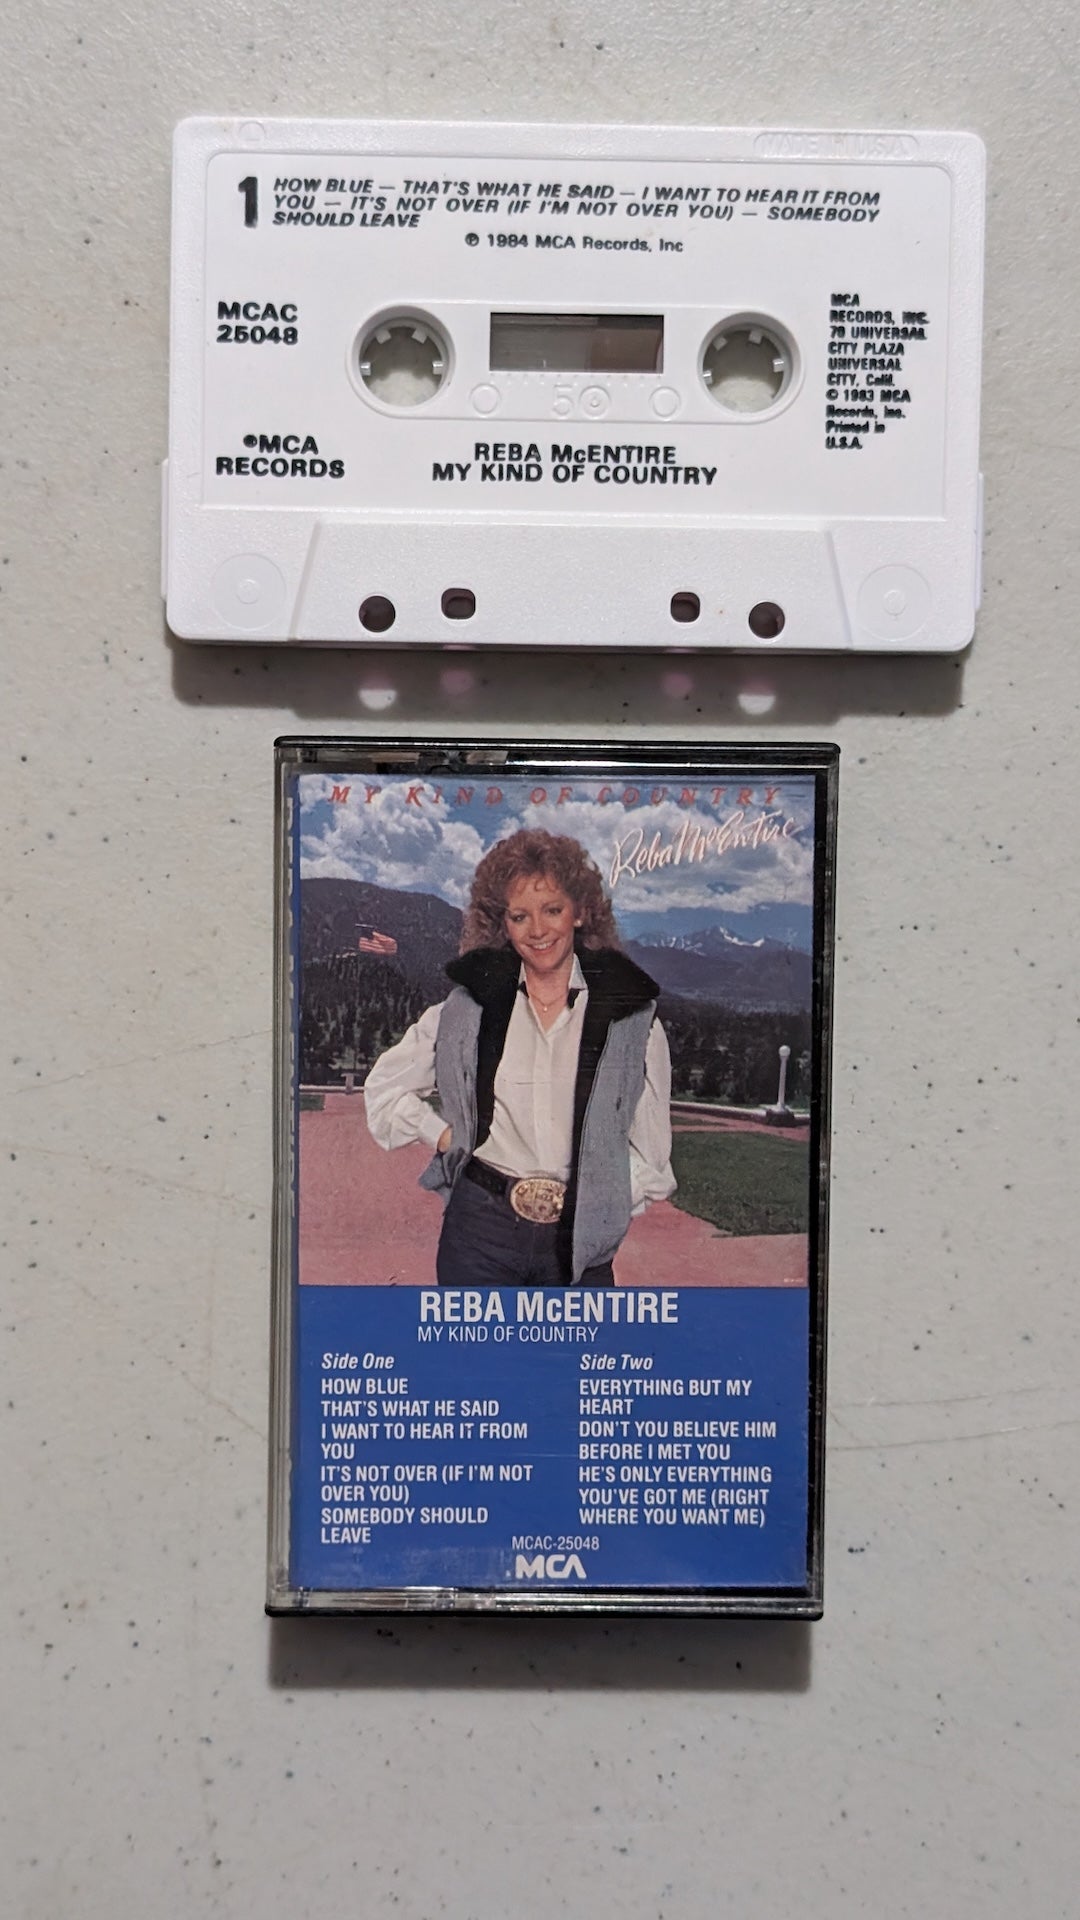 MADE IN U.S.A.
1
HOW BLUE — THAT'S WHAT HE SAID — I WANT TO HEAR IT FROM
YOU — IT'S NOT OVER (IF I'M NOT OVER YOU) — SOMEBODY
SHOULD LEAVE
℗ 1984 MCA Records, Inc
MCAC
25048
MCA
RECORDS, INC.
70 UNIVERSAL
CITY PLAZA
UNIVERSAL
CITY, Calif.
© 1983 MCA
Records, Inc.
Printed in
U.S.A.
50
MCA
RECORDS
REBA McENTIRE
MY KIND OF COUNTRY
MY KIND OF COUNTRY
Reba McEntire
REBA McENTIRE
MY KIND OF COUNTRY
Side One
HOW BLUE
THAT'S WHAT HE SAID
I WANT TO HEAR IT FROM
YOU
IT'S NOT OVER (IF I'M NOT
OVER YOU)
SOMEBODY SHOULD
LEAVE
Side Two
EVERYTHING BUT MY
HEART
DON'T YOU BELIEVE HIM
BEFORE I MET YOU
HE'S ONLY EVERYTHING
YOU'VE GOT ME (RIGHT
WHERE YOU WANT ME)
MCAC-25048
MCA